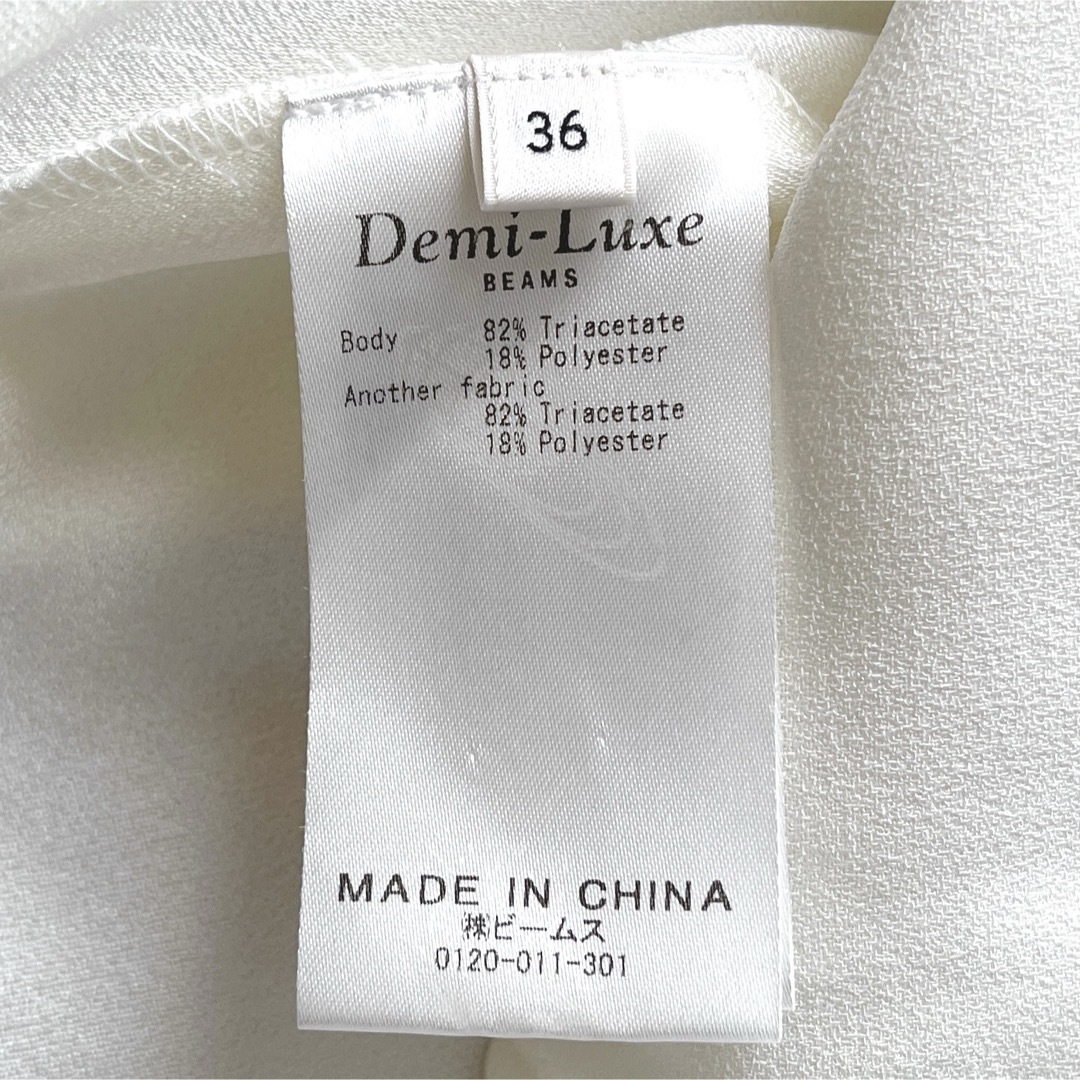 36
Demi-Luxe
BEAMS
Body 82% Triacetate
18% Polyester
Another fabric
82% Triacetate
18% Polyester
MADE IN CHINA
㈱ビームス
0120-011-301